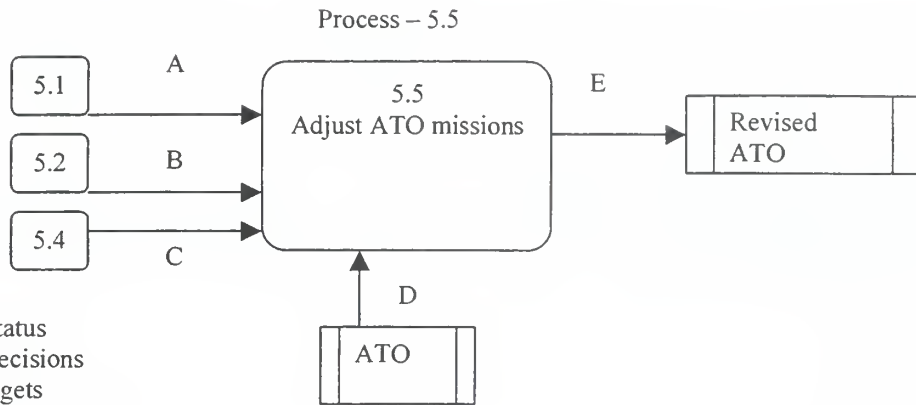 Process – 5.5
A
5.1
5.5
Adjust ATO missions
E
Revised
ATO
5.2
B
5.4
C
D
ATO